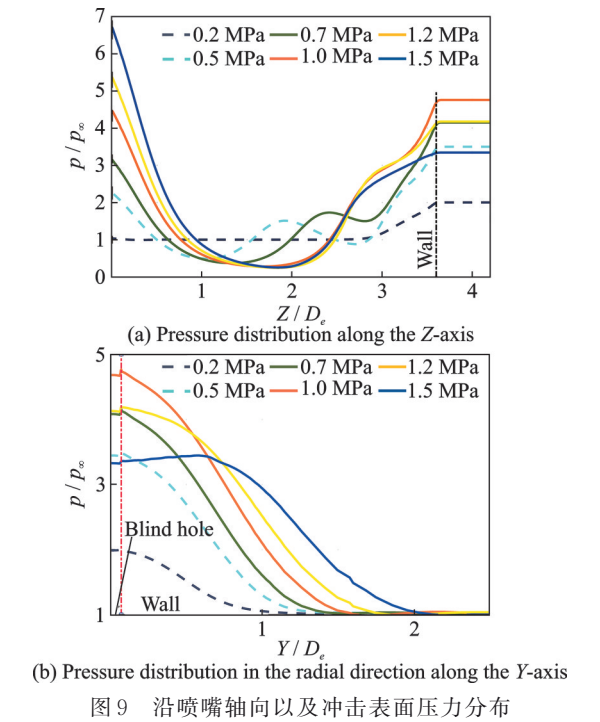 7
6
5
4
3
2
1
0
p / p∞
0.2 MPa 0.7 MPa 1.2 MPa
0.5 MPa 1.0 MPa 1.5 MPa
Wall
1 2 3 4
Z / De
(a) Pressure distribution along the Z-axis
5
3
1
p / p∞
0.2 MPa 0.7 MPa 1.2 MPa
0.5 MPa 1.0 MPa 1.5 MPa
Blind hole
Wall
1 2
Y / De
(b) Pressure distribution in the radial direction along the Y-axis
图9 沿喷嘴轴向以及冲击表面压力分布